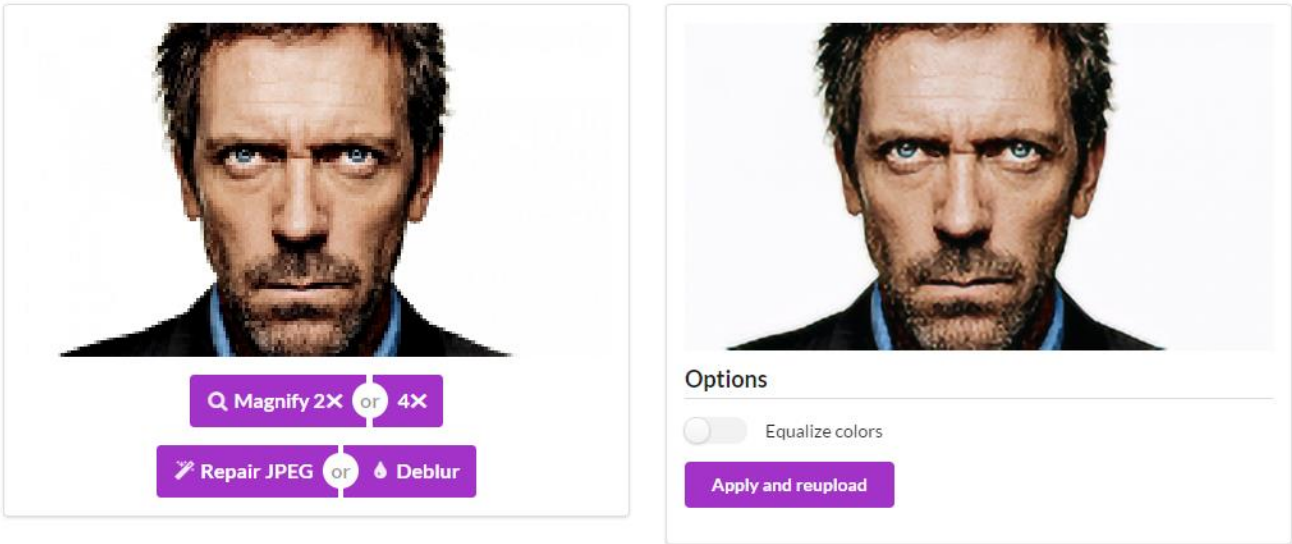 Magnify 2× or 4×
Repair JPEG or Deblur
Options
Equalize colors
Apply and reupload